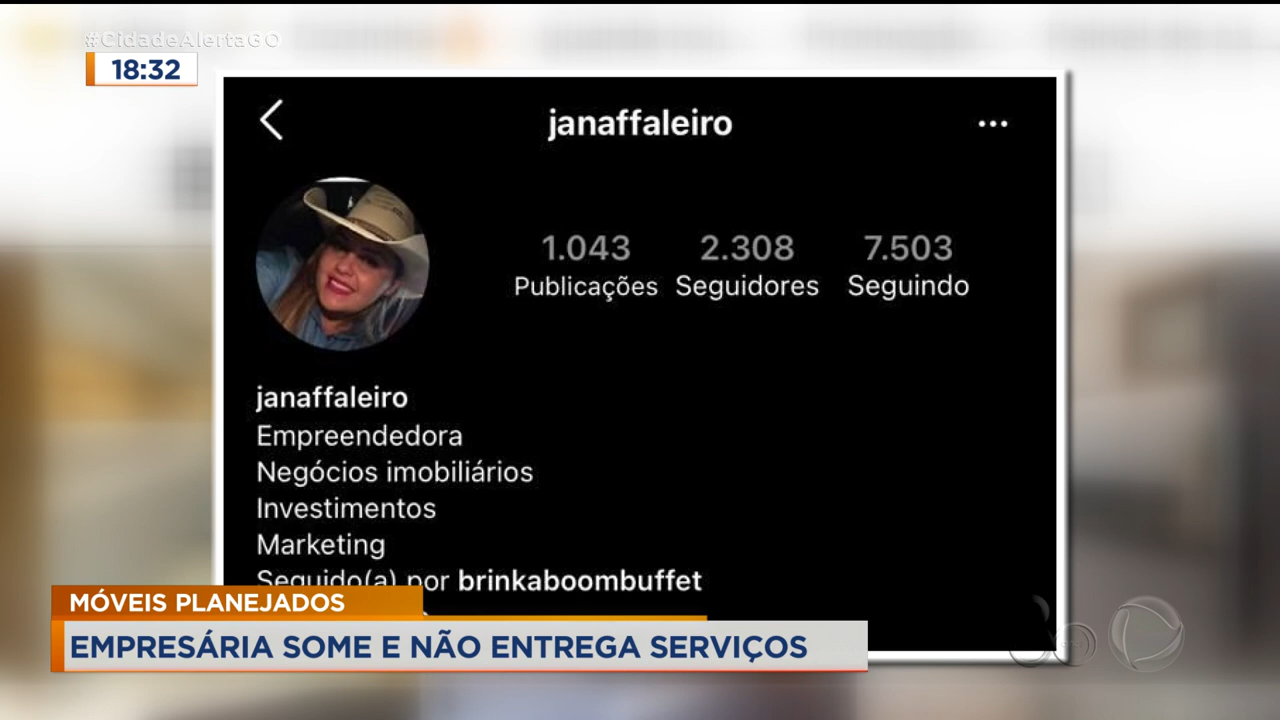 #CidadeAlertaGO
18:32
janaffaleiro
1.043 2.308 7.503
Publicações Seguidores Seguindo
janaffaleiro
Empreendedora
Negócios imobiliários
Investimentos
Marketing
Seguido(a) por brinkaboombuffet
MÓVEIS PLANEJADOS
EMPRESÁRIA SOME E NÃO ENTREGA SERVIÇOS